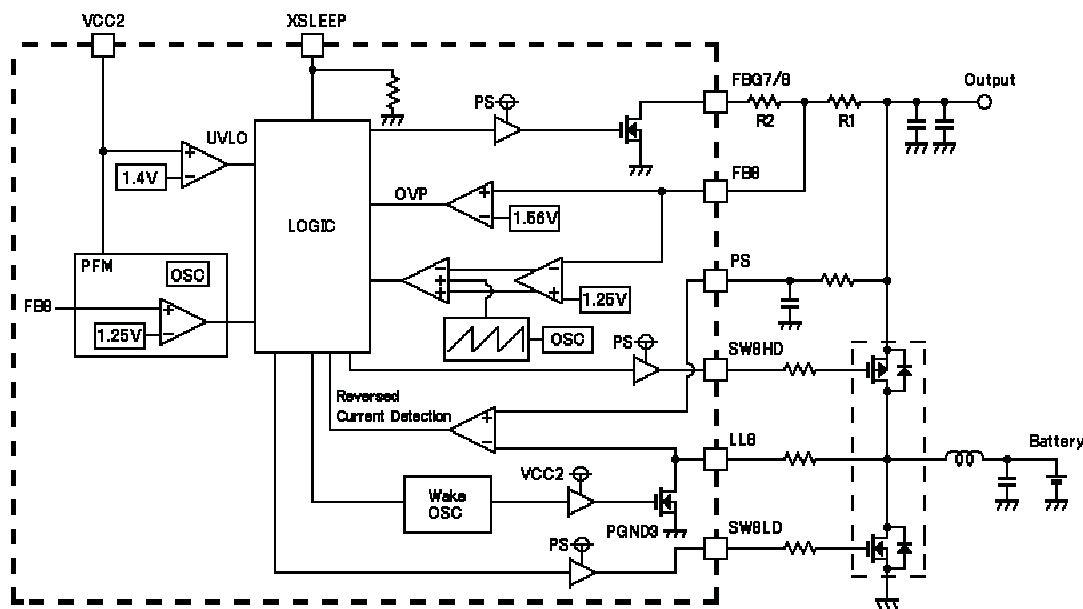 VCC2
XSLEEP
FBG7/8
Output
PS
R2
R1
UVLO
1.4V
FB8
OVP
1.56V
LOGIC
PFM
OSC
PS
FB8
1.25V
1.25V
OSC
PS
SW8HD
Reversed
Current Detection
LL8
Battery
VCC2
Wake
OSC
PGND3
SW8LD
PS